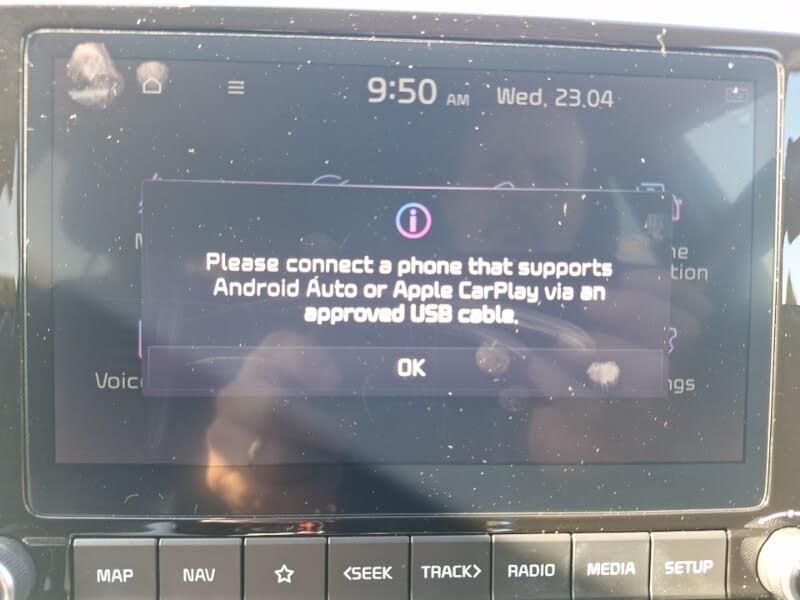 9:50 AM Wed, 23.04
Please connect a phone that supports
Android Auto or Apple CarPlay via an
approved USB cable.
OK
MAP NAV <SEEK TRACK> RADIO MEDIA SETUP